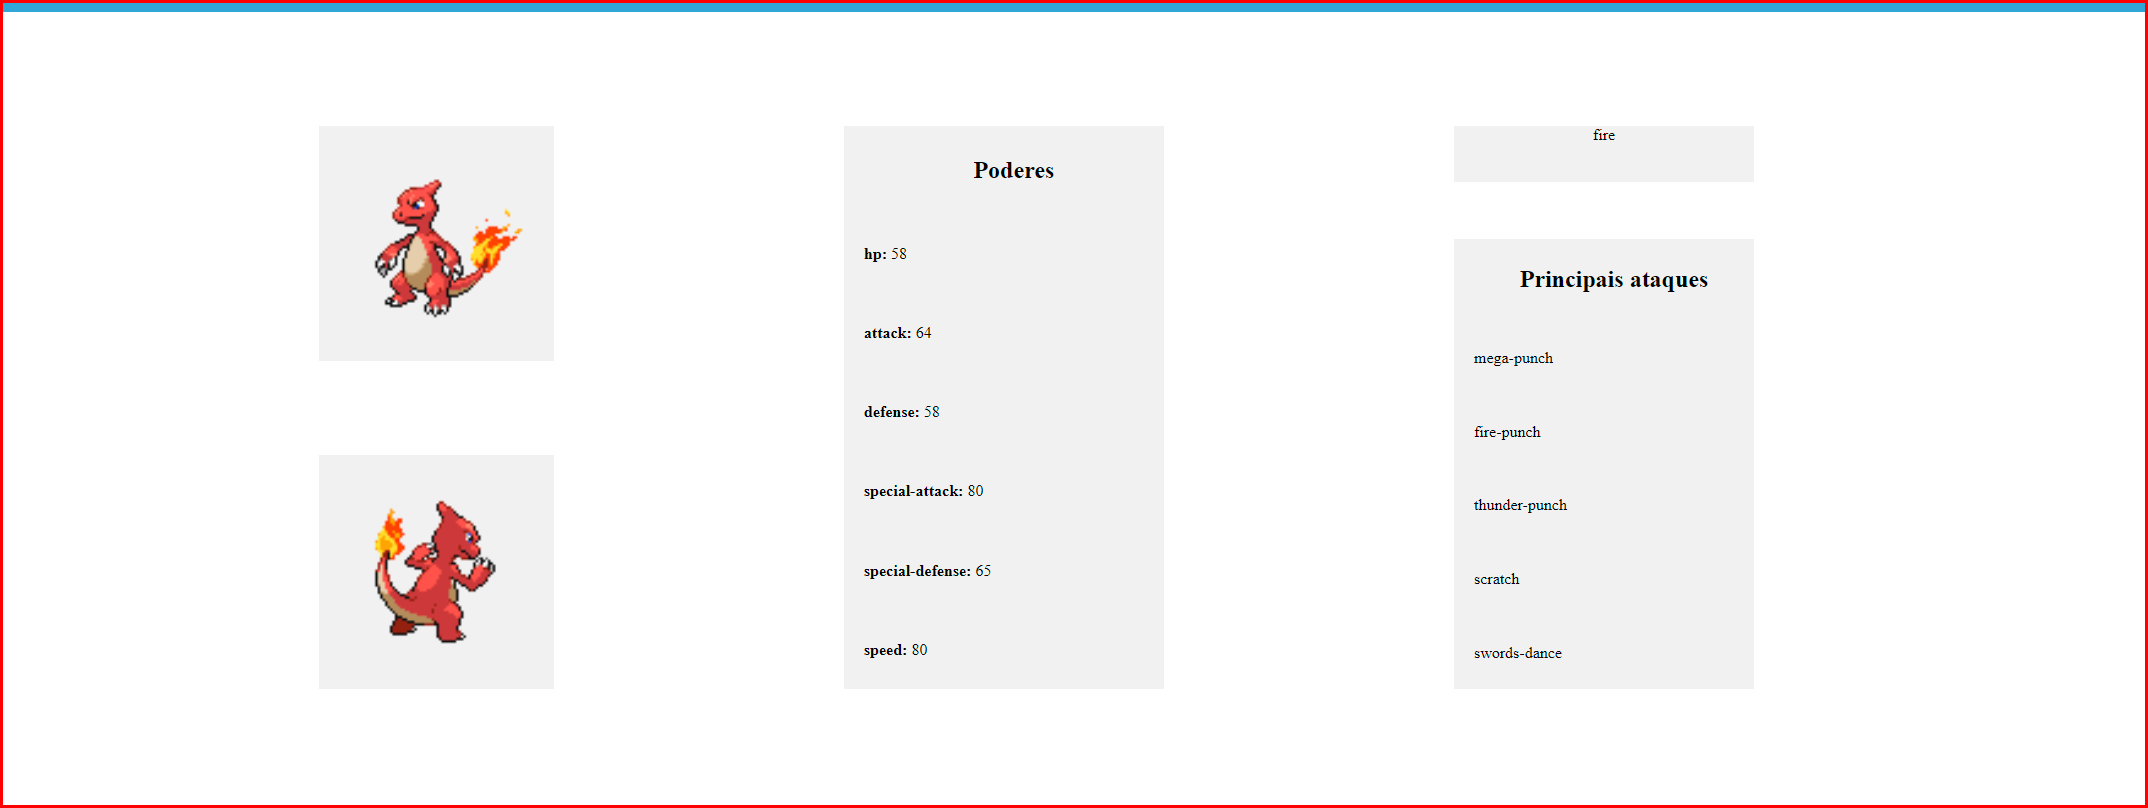 Poderes
hp: 58
attack: 64
defense: 58
special-attack: 80
special-defense: 65
speed: 80
fire
Principais ataques
mega-punch
fire-punch
thunder-punch
scratch
swords-dance